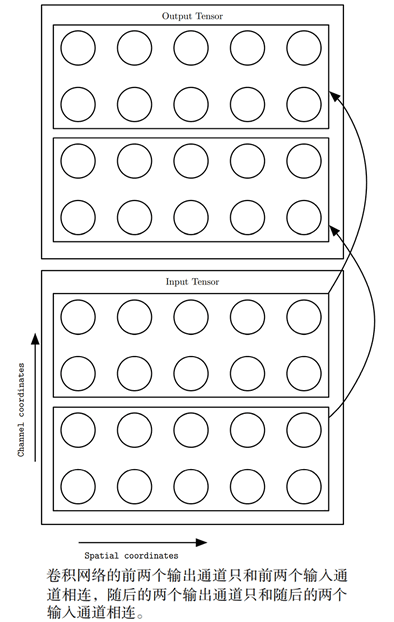 Output Tensor
Input Tensor
Channel coordinates
Spatial coordinates
卷积网络的前两个输出通道只和前两个输入通
道相连，随后的两个输出通道只和随后的两个
输入通道相连。